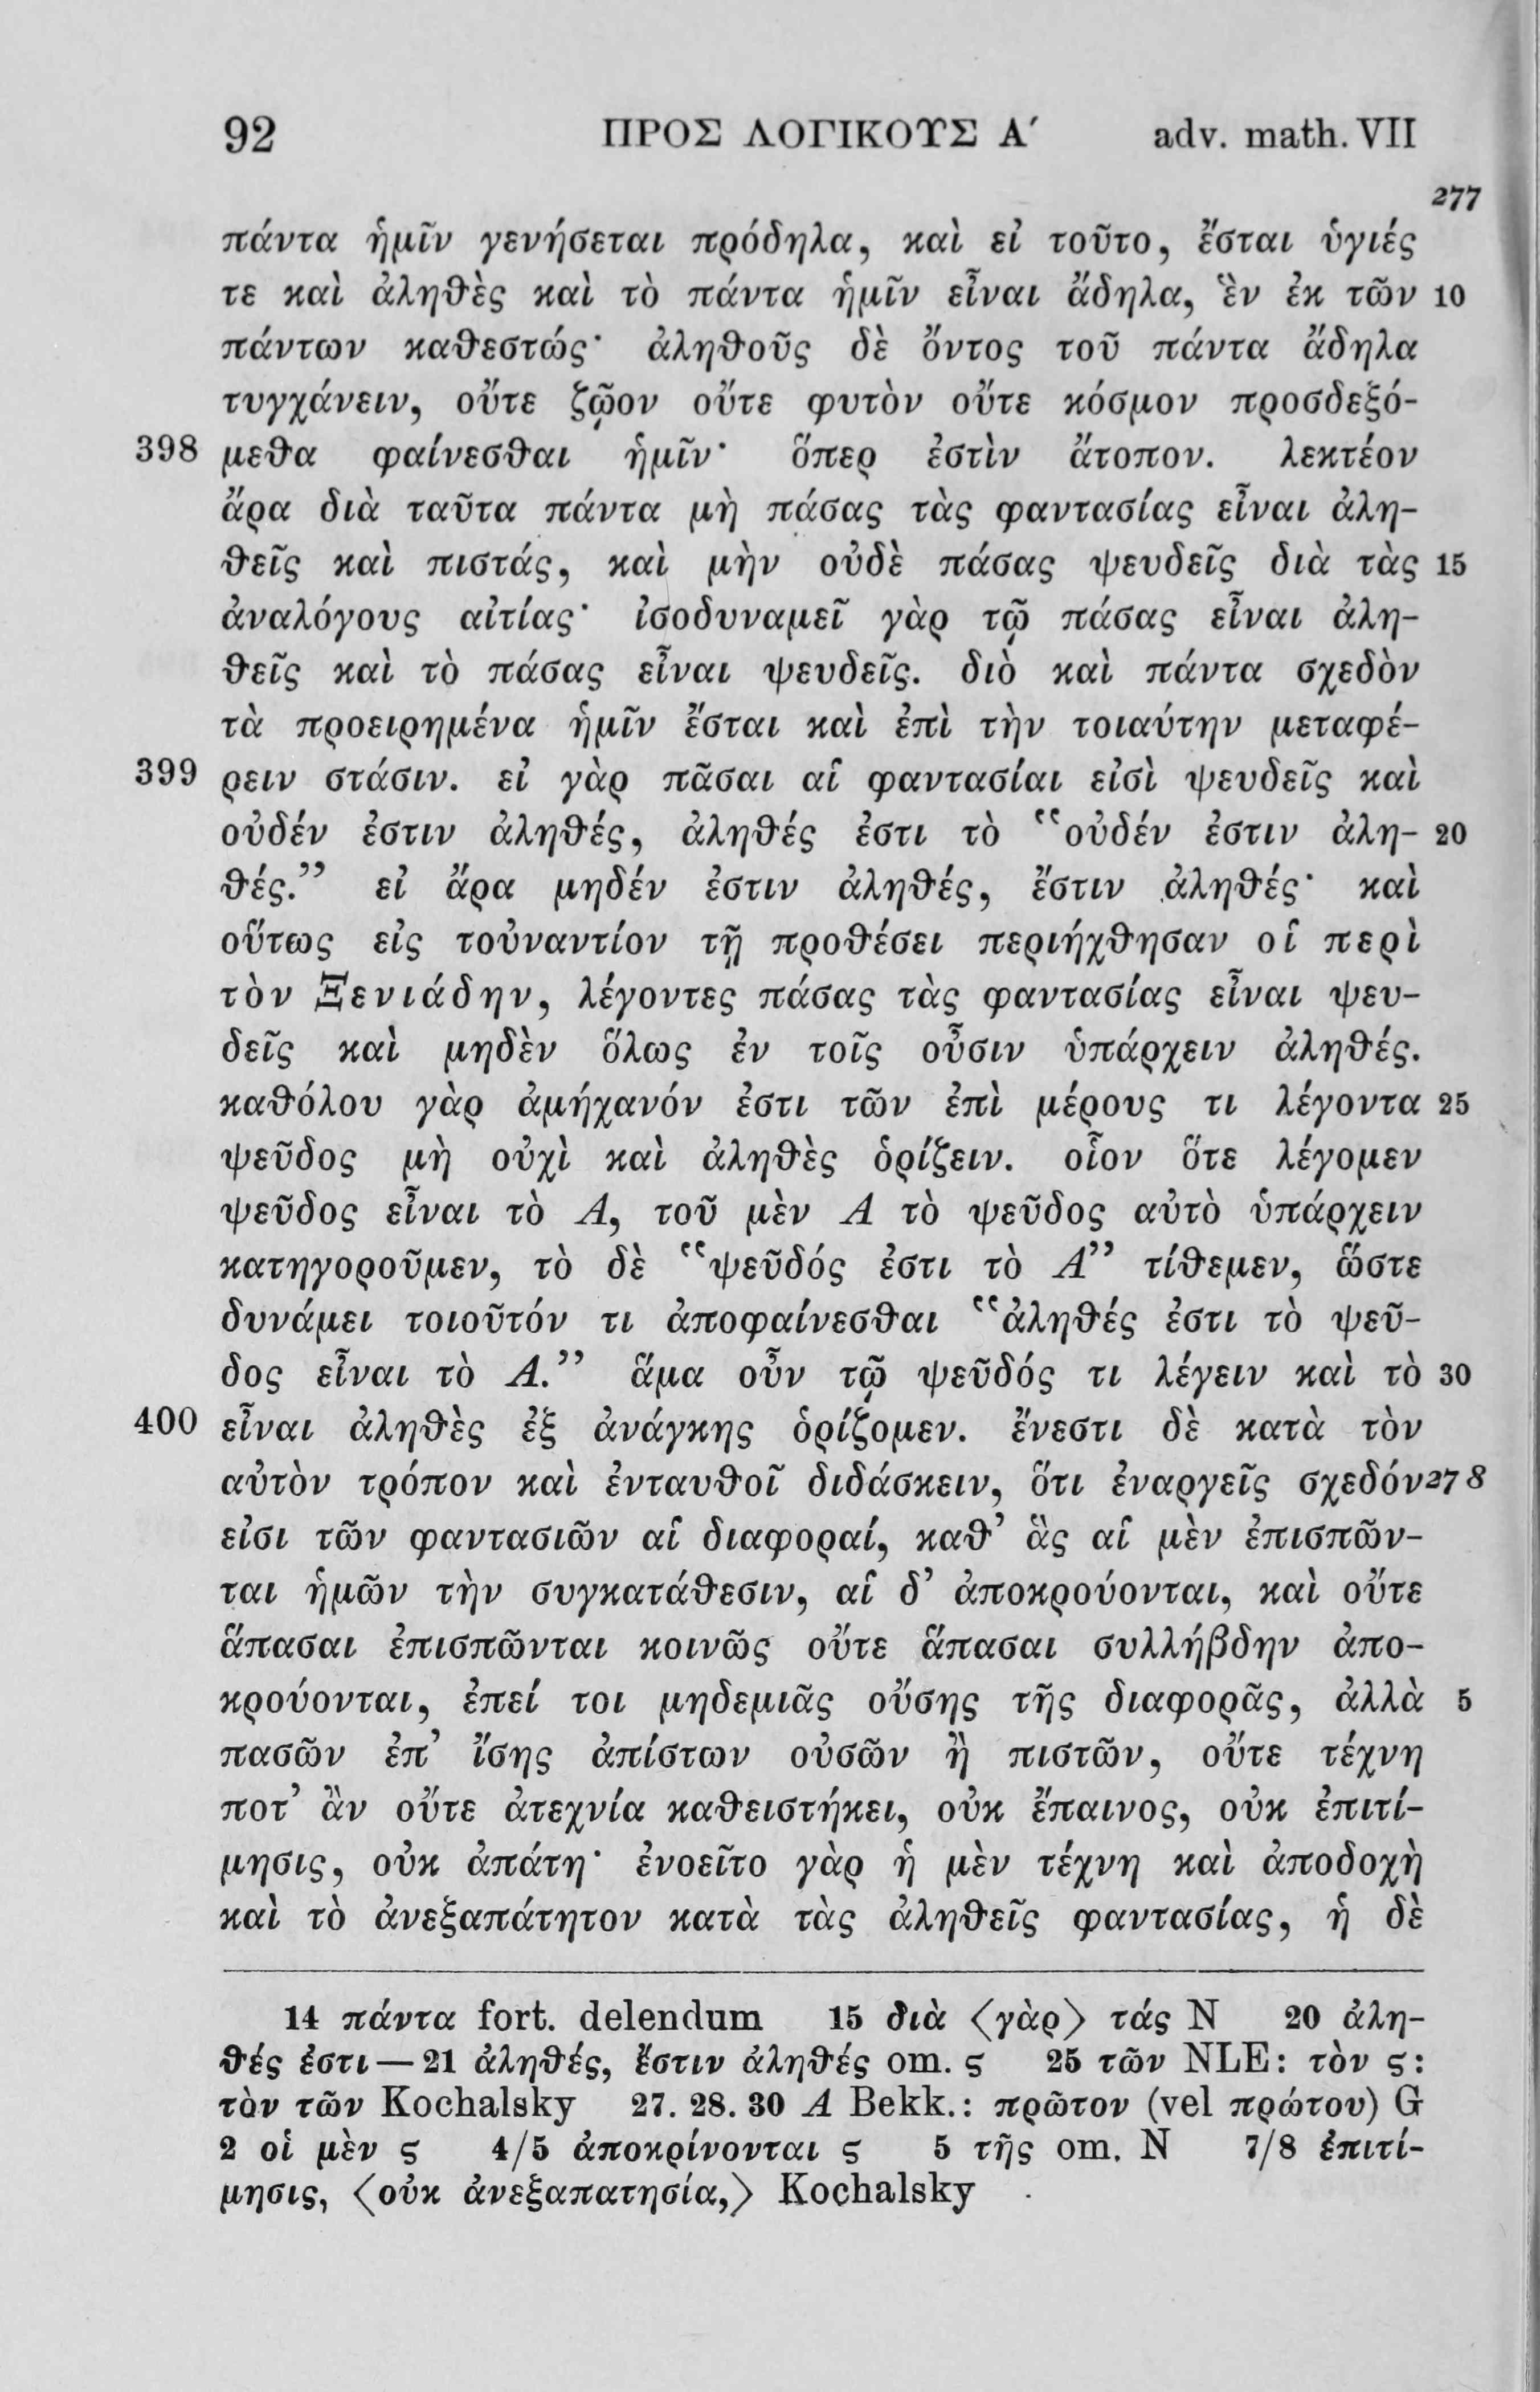 92 ΠΡΟΣ ΛΟΓΙΚΟΥΣ Α΄ adv. math. VII
277
πάντα ἡμῖν γενήσεται πρόδηλα, καὶ εἰ τοῦτο, ἔσται ὑγιές
τε καὶ ἀληθὲς καὶ τὸ πάντα ἡμῖν εἶναι ἄδηλα, ἓν ἐκ τῶν 10
πάντων καθεστώς· ἀληθοῦς δὲ ὄντος τοῦ πάντα ἄδηλα
τυγχάνειν, οὔτε ζῷον οὔτε φυτὸν οὔτε κόσμον προσδεξό-
398 μεθα φαίνεσθαι ἡμῖν· ὅπερ ἐστὶν ἄτοπον. λεκτέον
ἄρα διὰ ταῦτα πάντα μὴ πάσας τὰς φαντασίας εἶναι ἀλη-
θεῖς καὶ πιστάς, καὶ μὴν οὐδὲ πάσας ψευδεῖς διὰ τὰς 15
ἀναλόγους αἰτίας· ἰσοδυναμεῖ γὰρ τῷ πάσας εἶναι ἀλη-
θεῖς καὶ τὸ πάσας εἶναι ψευδεῖς. διὸ καὶ πάντα σχεδὸν
τὰ προειρημένα ἡμῖν ἔσται καὶ ἐπὶ τὴν τοιαύτην μεταφέ-
399 ρειν στάσιν. εἰ γὰρ πᾶσαι αἱ φαντασίαι εἰσὶ ψευδεῖς καὶ
οὐδέν ἐστιν ἀληθές, ἀληθές ἐστι τὸ “οὐδέν ἐστιν ἀλη- 20
θές.” εἰ ἄρα μηδέν ἐστιν ἀληθές, ἔστιν ἀληθές· καὶ
οὕτως εἰς τοὐναντίον τῇ προθέσει περιήχθησαν οἱ περὶ
τὸν Ξενιάδην, λέγοντες πάσας τὰς φαντασίας εἶναι ψευ-
δεῖς καὶ μηδὲν ὅλως ἐν τοῖς οὖσιν ὑπάρχειν ἀληθές.
καθόλου γὰρ ἀμήχανόν ἐστι τῶν ἐπὶ μέρους τι λέγοντα 25
ψεῦδος μὴ οὐχὶ καὶ ἀληθὲς ὁρίζειν. οἷον ὅτε λέγομεν
ψεῦδος εἶναι τὸ Α, τοῦ μὲν Α τὸ ψεῦδος αὐτὸ ὑπάρχειν
κατηγοροῦμεν, τὸ δὲ “ψεῦδός ἐστι τὸ Α” τίθεμεν, ὥστε
δυνάμει τοιοῦτόν τι ἀποφαίνεσθαι “ἀληθές ἐστι τὸ ψεῦ-
δος εἶναι τὸ Α.” ἅμα οὖν τῷ ψεῦδός τι λέγειν καὶ τὸ 30
400 εἶναι ἀληθὲς ἐξ ἀνάγκης ὁρίζομεν. ἔνεστι δὲ κατὰ τὸν
αὐτὸν τρόπον καὶ ἐνταυθοῖ διδάσκειν, ὅτι ἐναργεῖς σχεδόν 278
εἰσι τῶν φαντασιῶν αἱ διαφοραί, καθ’ ἃς αἱ μὲν ἐπισπῶν-
ται ἡμῶν τὴν συγκατάθεσιν, αἱ δ’ ἀποκρούονται, καὶ οὔτε
ἅπασαι ἐπισπῶνται κοινῶς οὔτε ἅπασαι συλλήβδην ἀπο-
κρούονται, ἐπεί τοι μηδεμιᾶς οὔσης τῆς διαφορᾶς, ἀλλὰ 5
πασῶν ἐπ’ ἴσης ἀπίστων οὐσῶν ἢ πιστῶν, οὔτε τέχνη
ποτ’ ἂν οὔτε ἀτεχνία καθειστήκει, οὐκ ἔπαινος, οὐκ ἐπιτί-
μησις, οὐκ ἀπάτη· ἐνοεῖτο γὰρ ἡ μὲν τέχνη καὶ ἀποδοχὴ
καὶ τὸ ἀνεξαπάτητον κατὰ τὰς ἀληθεῖς φαντασίας, ἡ δὲ
14 πάντα fort. delendum 15 διὰ ⟨γὰρ⟩ τάς N 20 ἀλη-
θές ἐστι — 21 ἀληθές, ἔστιν ἀληθές om. ς 25 τῶν NLE: τὸν ς:
τὸν τῶν Kochalsky 27. 28. 30 Α Bekk.: πρῶτον (vel πρώτου) G
2 οἱ μὲν ς 4/5 ἀποκρίνονται ς 5 τῆς om. N 7/8 ἐπιτί-
μησις, ⟨οὐκ ἀνεξαπατησία,⟩ Kochalsky